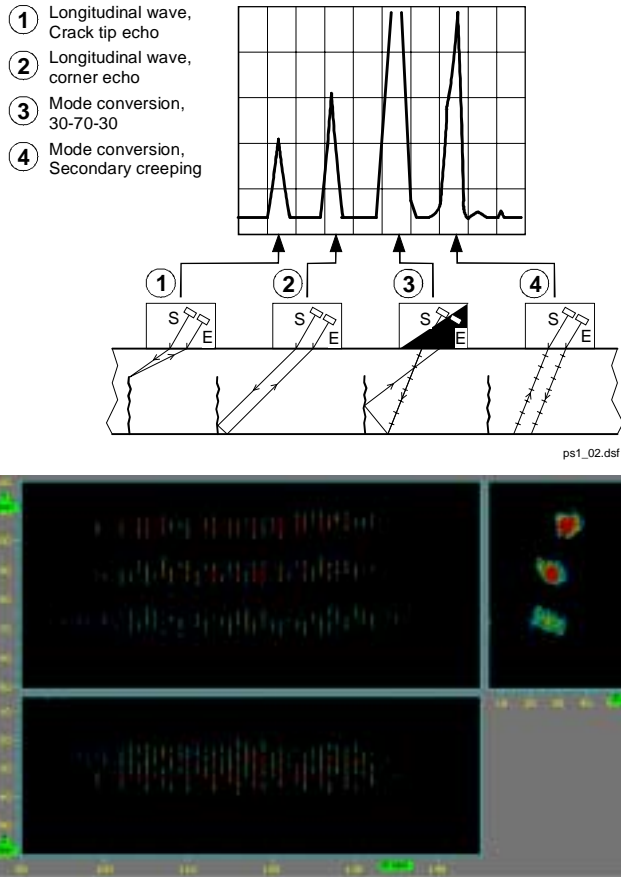 1 Longitudinal wave,
Crack tip echo
2 Longitudinal wave,
corner echo
3 Mode conversion,
30-70-30
4 Mode conversion,
Secondary creeping
1
2
3
4
S
E
S
E
S
E
S
E
ps1_02.dsf